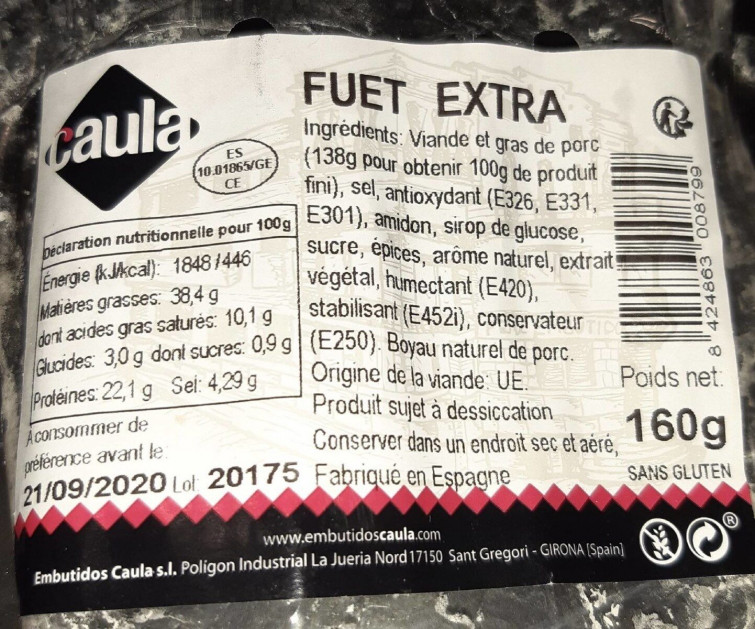 caula
ES
10.01865/GE
CE
Déclaration nutritionnelle pour 100g
Énergie (kJ/kcal): 1848/446
Matières grasses: 38,4 g
dont acides gras saturés: 10,1 g
Glucides: 3,0 g dont sucres: 0,9 g
Protéines: 22,1 g Sel: 4,29 g
A consommer de
préférence avant le:
21/09/2020 Lot: 20175
FUET EXTRA
Ingrédients: Viande et gras de porc
(138g pour obtenir 100g de produit
fini), sel, antioxydant (E326, E331,
E301), amidon, sirop de glucose,
sucre, épices, arôme naturel, extrait
végétal, humectant (E420),
stabilisant (E452i), conservateur
(E250). Boyau naturel de porc.
Origine de la viande: UE.
Produit sujet à dessiccation
Conserver dans un endroit sec et aéré,
Fabriqué en Espagne
8 424863 008799
Poids net:
160g
SANS GLUTEN
www.embutidoscaula.com
Embutidos Caula s.l. Polígon Industrial La Jueria Nord 17150 Sant Gregori - GIRONA [Spain]
®